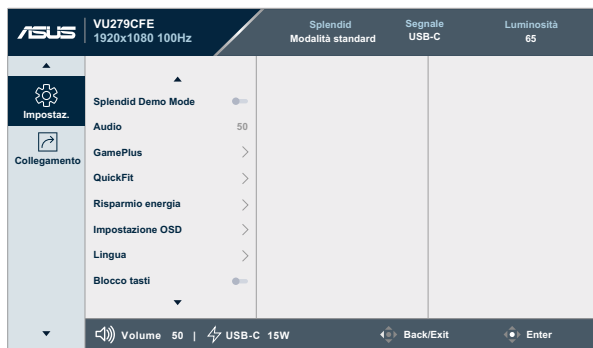 ASUS
VU279CFE
1920x1080 100Hz
Splendid
Modalità standard
Segnale
USB-C
Luminosità
65
Impostaz.
Collegamento
Splendid Demo Mode
Audio 50
GamePlus
QuickFit
Risparmio energia
Impostazione OSD
Lingua
Blocco tasti
Volume 50 | USB-C 15W Back/Exit Enter